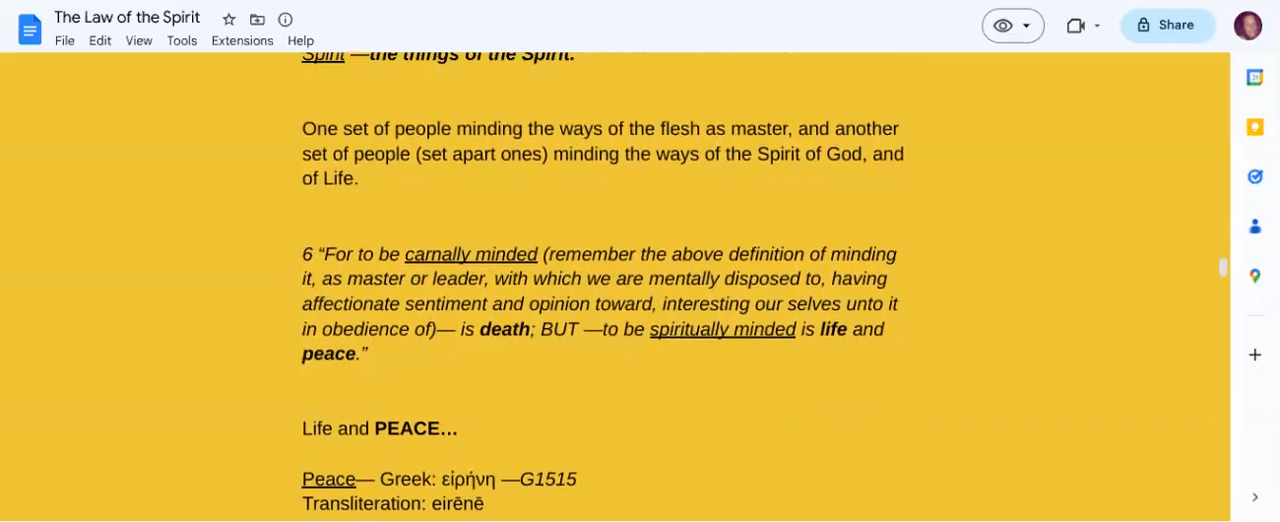 The Law of the Spirit
File Edit View Tools Extensions Help
Share
Spirit —the things of the Spirit.
One set of people minding the ways of the flesh as master, and another
set of people (set apart ones) minding the ways of the Spirit of God, and
of Life.
6 “For to be carnally minded (remember the above definition of minding
it, as master or leader, with which we are mentally disposed to, having
affectionate sentiment and opinion toward, interesting our selves unto it
in obedience of)— is death; BUT —to be spiritually minded is life and
peace.”
Life and PEACE…
Peace— Greek: εἰρήνη —G1515
Transliteration: eirēnē